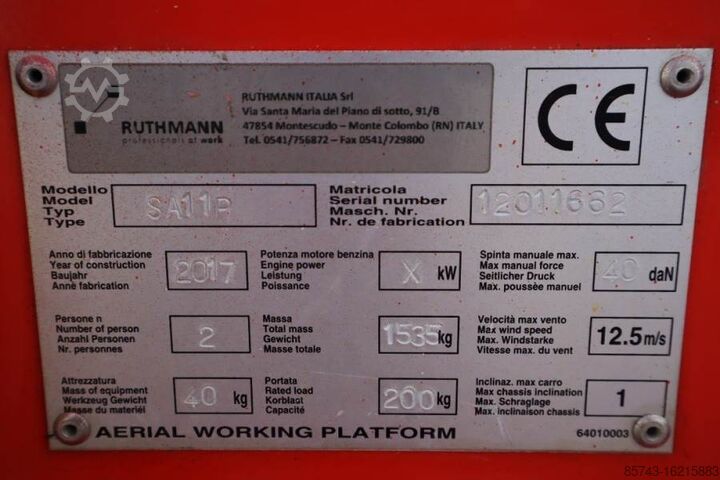 RUTHMANN
professionals at work
RUTHMANN ITALIA Srl
Via Santa Maria del Piano di sotto, 91/B
47854 Montescudo – Monte Colombo (RN) ITALY
Tel. 0541/756872 – Fax 0541/729800
CE
Modello
Model
Typ
Type
SA11P
Matricola
Serial number
Masch. Nr.
Nr. de fabrication
12011662
Anno di fabbricazione
Year of construction
Baujahr
Anné fabrication
2017
Potenza motore benzina
Engine power
Leistung
Poissance
X kW
Spinta manuale max.
Max manual force
Seitlicher Druck
Max. poussée manuel
40 daN
Persone n
Number of person
Anzahl Personen
Nr. personnes
2
Massa
Total mass
Gewicht
Masse totale
1535 kg
Velocità max vento
Max wind speed
Max. Windstarke
Vitesse max. du vent
12.5 m/s
Attrezzatura
Mass of equipment
Werkzeug Gewicht
Masse du matériél
40 kg
Portata
Rated load
Korblast
Capacité
200 kg
Inclinaz. max carro
Max chassis inclination
Max. Schraglage
Max. inclinaison chassis
1
AERIAL WORKING PLATFORM
64010003
85743-16215883